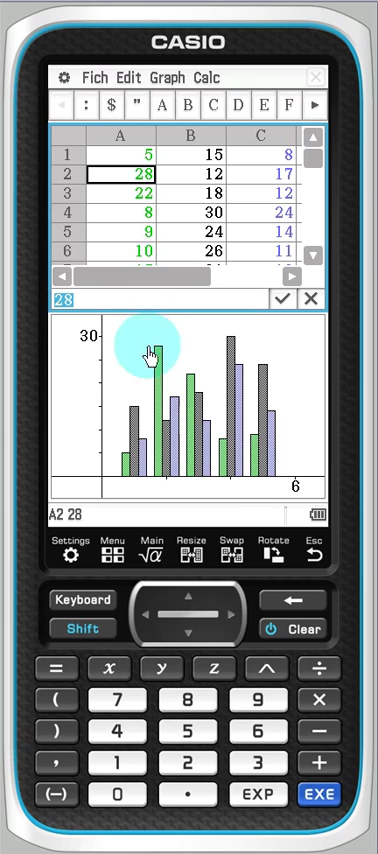 CASIO
Fich Edit Graph Calc
: $ " A B C D E F
A B C
1 5 15 8
2 28 12 17
3 22 18 12
4 8 30 24
5 9 24 14
6 10 26 11
28
30
6
A2 28
Settings Menu Main Resize Swap Rotate Esc
√α
Keyboard
Shift Clear
= x y z ^ ÷
( 7 8 9 ×
) 4 5 6 −
, 1 2 3 +
(−) 0 • EXP EXE